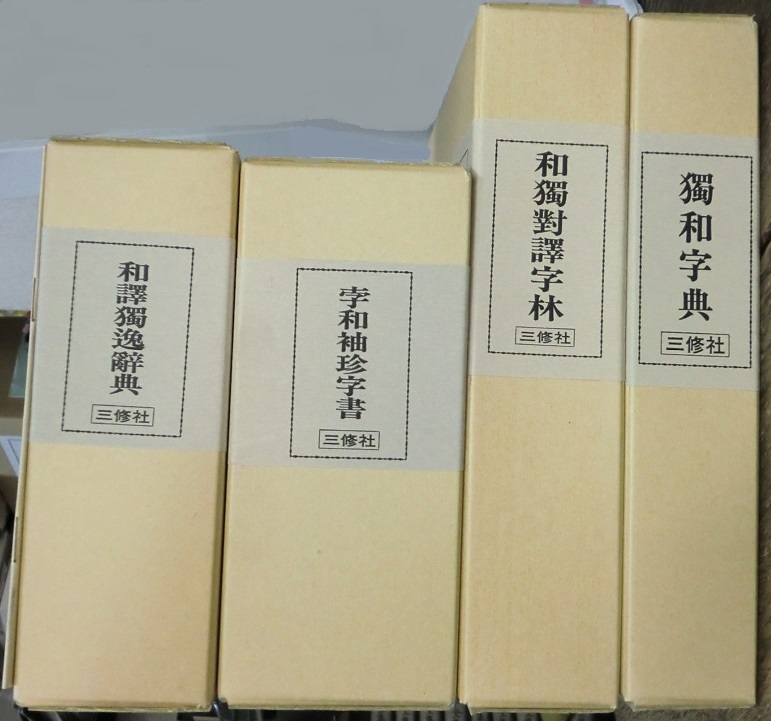 和譯獨逸辭典
三修社
孛和袖珍字書
三修社
和獨對譯字林
三修社
獨和字典
三修社